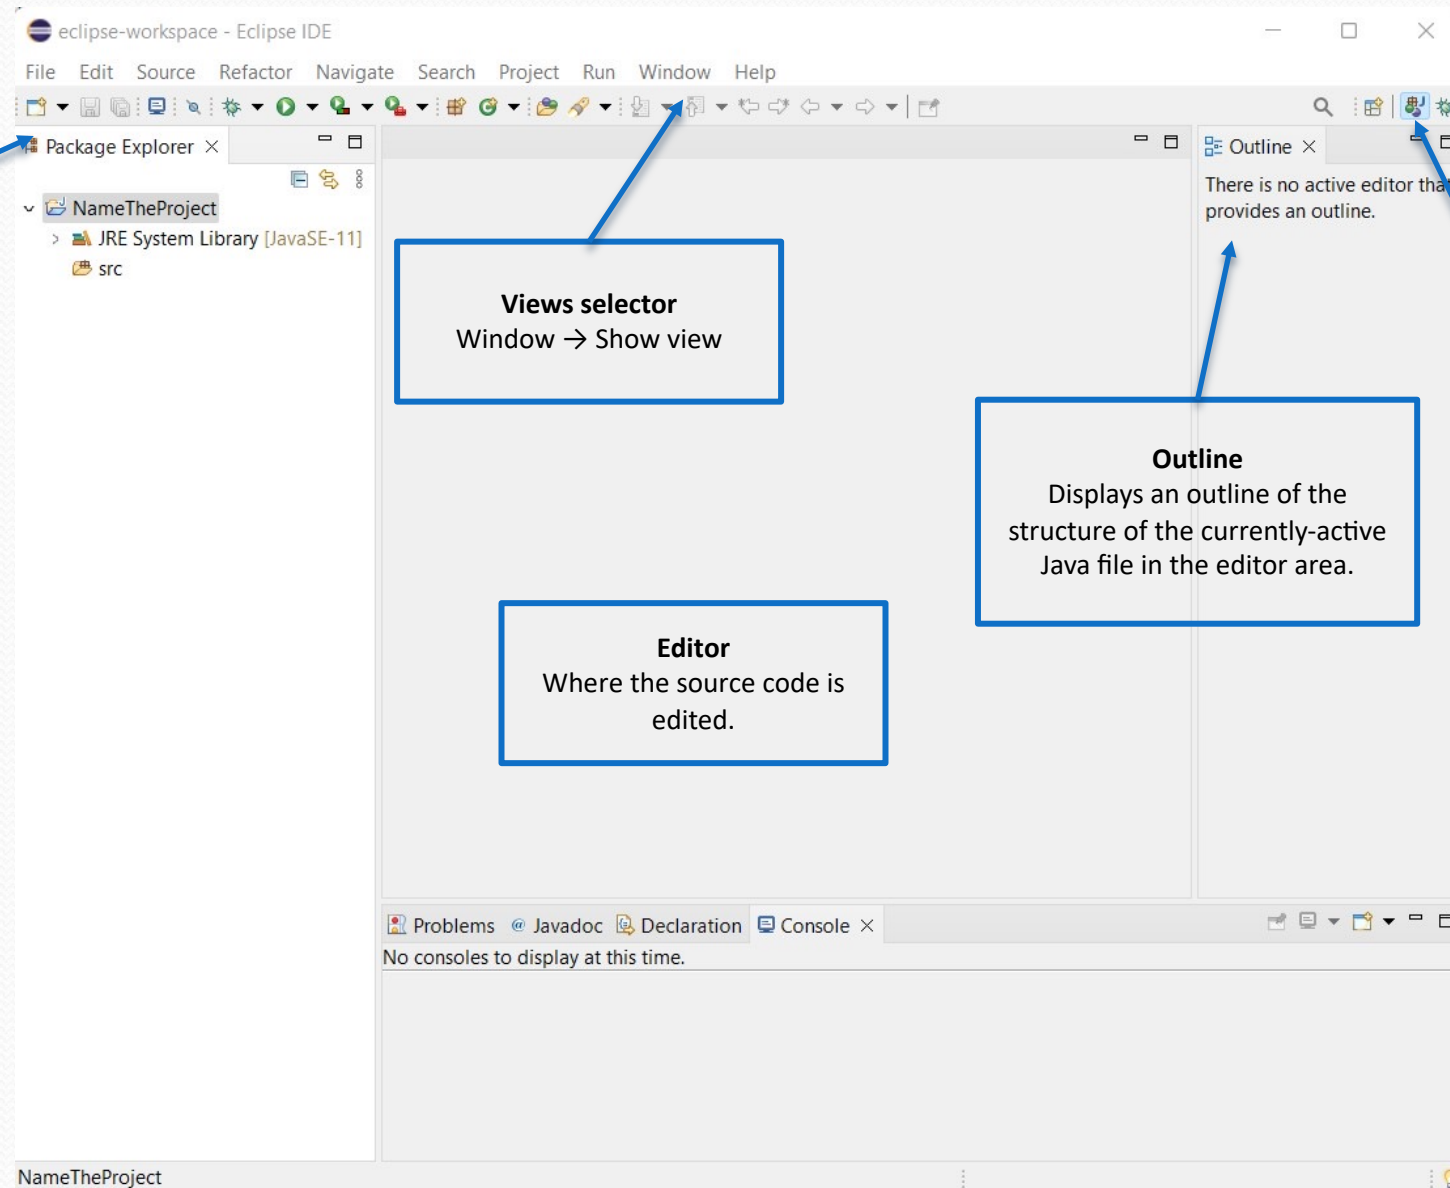 eclipse-workspace - Eclipse IDE
File Edit Source Refactor Navigate Search Project Run Window Help
Package Explorer
Outline
There is no active editor that
provides an outline.
NameTheProject
JRE System Library [JavaSE-11]
src
Views selector
Window → Show view
Outline
Displays an outline of the
structure of the currently-active
Java file in the editor area.
Editor
Where the source code is
edited.
Problems @ Javadoc Declaration Console
No consoles to display at this time.
NameTheProject